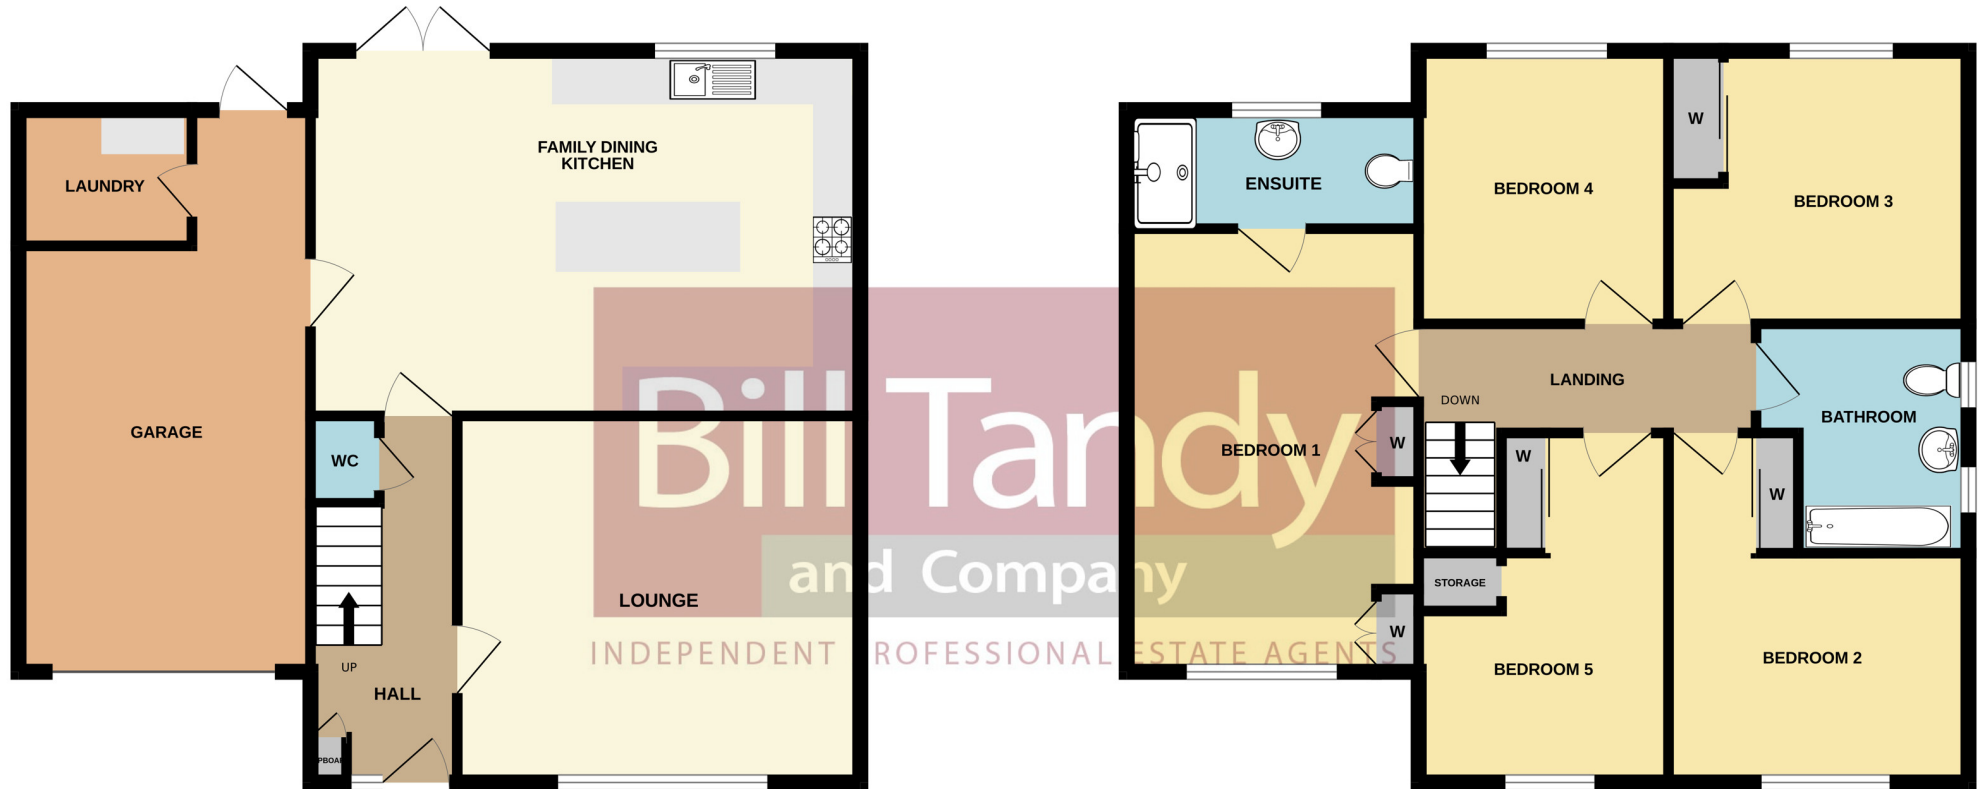 FAMILY DINING
KITCHEN
LAUNDRY
GARAGE
WC
UP
HALL
LOUNGE
ENSUITE
BEDROOM 4
W
BEDROOM 3
LANDING
DOWN
BATHROOM
BEDROOM 1
W
W
W
STORAGE
W
BEDROOM 5
BEDROOM 2
Bill Tandy
and Company
INDEPENDENT ROFESSIONAL ESTATE AGENTS